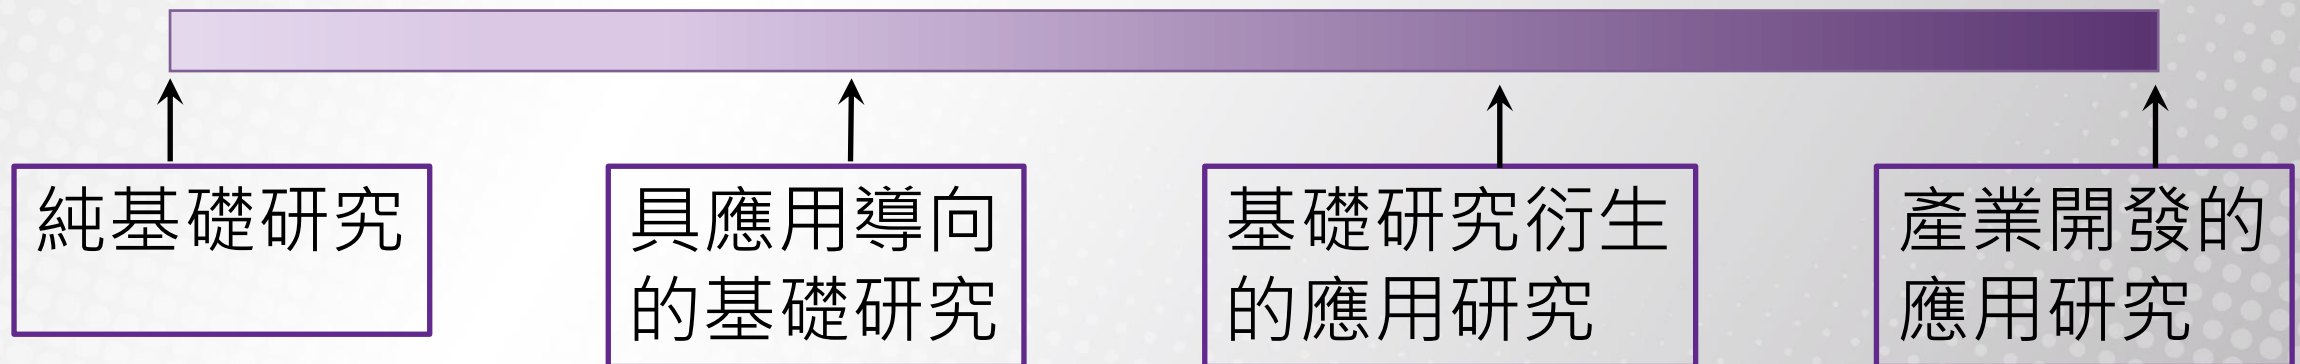 純基礎研究
具應用導向
的基礎研究
基礎研究衍生
的應用研究
產業開發的
應用研究